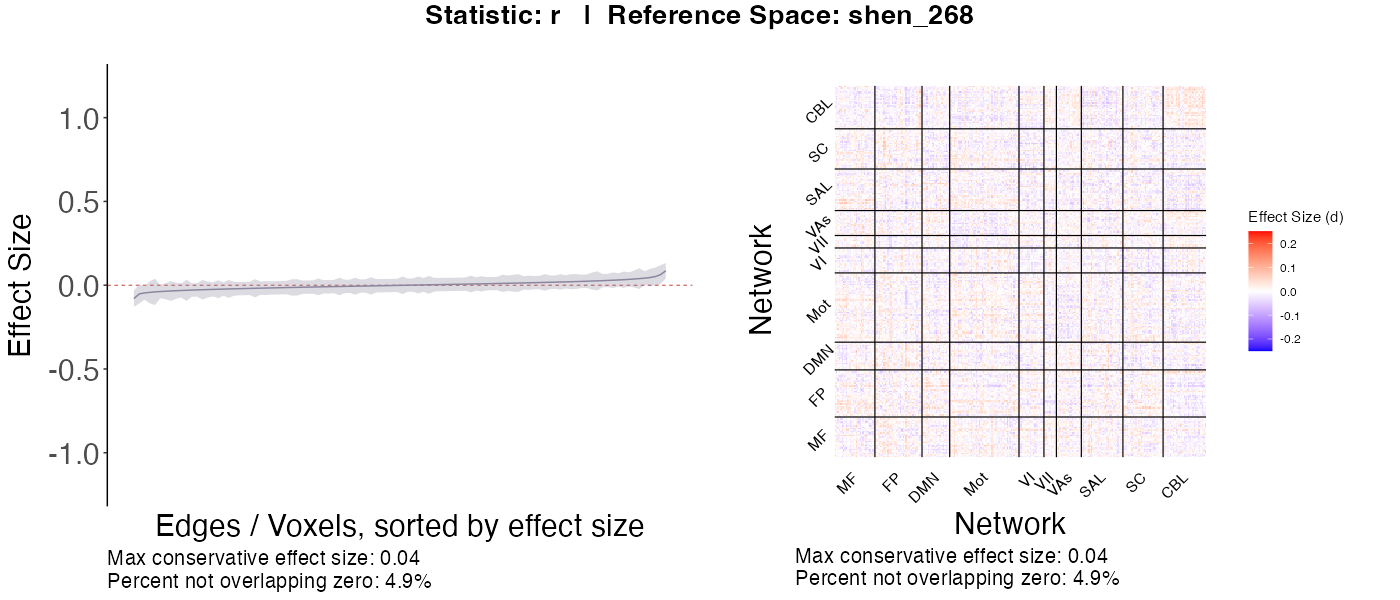 Statistic: r | Reference Space: shen_268
Effect Size
1.0
0.5
0.0
-0.5
-1.0
Edges / Voxels, sorted by effect size
Max conservative effect size: 0.04
Percent not overlapping zero: 4.9%
Network
CBL
SC
SAL
VAs
VII
VI
Mot
DMN
FP
MF
MF
FP
DMN
Mot
VI
VII
VAs
SAL
SC
CBL
Network
Max conservative effect size: 0.04
Percent not overlapping zero: 4.9%
Effect Size (d)
0.2
0.1
0.0
-0.1
-0.2